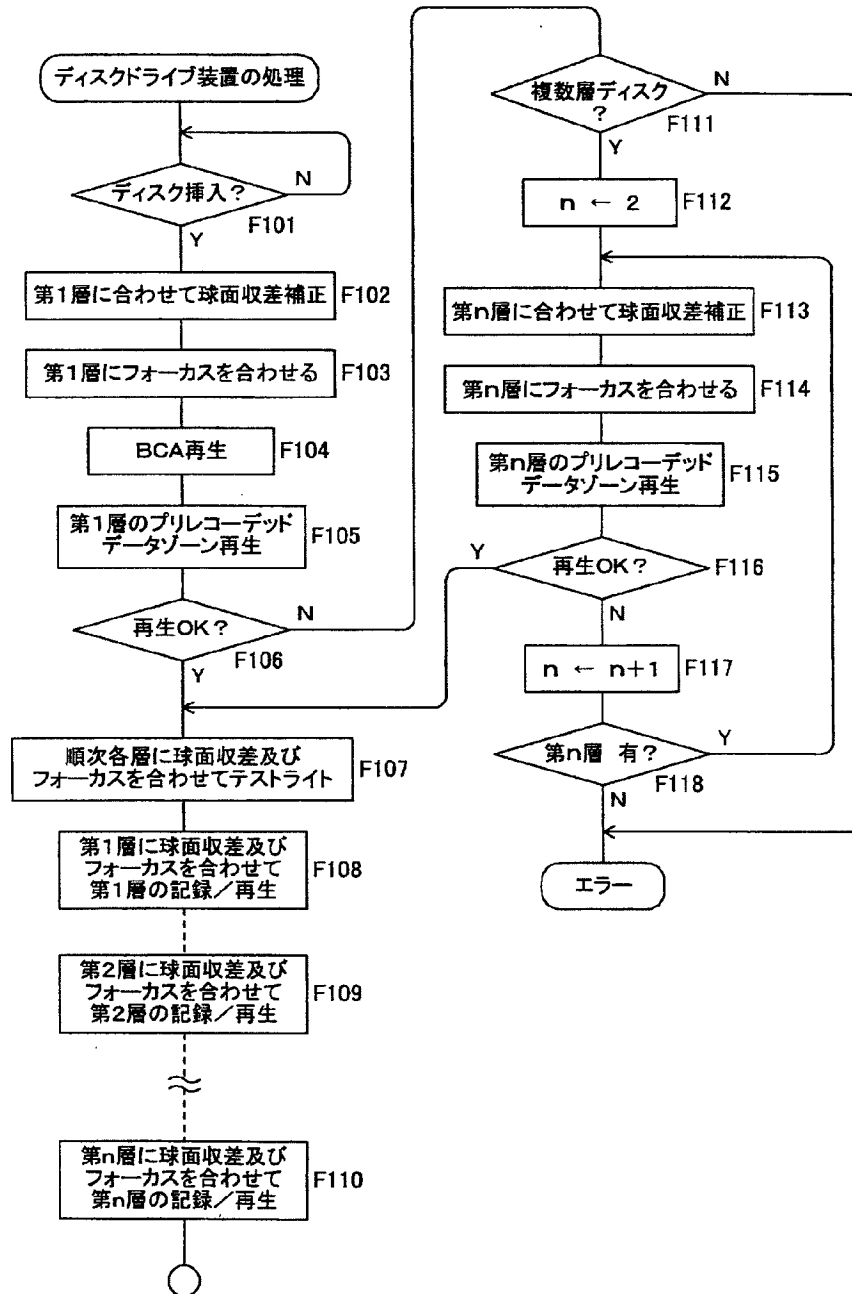 ディスクドライブ装置の処理
ディスク挿入?
N
F101
Y
第1層に合わせて球面収差補正
F102
第1層にフォーカスを合わせる
F103
BCA再生
F104
第1層のプリレコーデッド
データゾーン再生
F105
再生OK?
N
F106
Y
順次各層に球面収差及び
フォーカスを合わせてテストライト
F107
第1層に球面収差及び
フォーカスを合わせて
第1層の記録/再生
F108
第2層に球面収差及び
フォーカスを合わせて
第2層の記録/再生
F109
第n層に球面収差及び
フォーカスを合わせて
第n層の記録/再生
F110
複数層ディスク
?
N
F111
Y
n ← 2
F112
第n層に合わせて球面収差補正
F113
第n層にフォーカスを合わせる
F114
第n層のプリレコーデッド
データゾーン再生
F115
Y
再生OK?
F116
N
n ← n+1
F117
第n層 有?
Y
F118
N
エラー